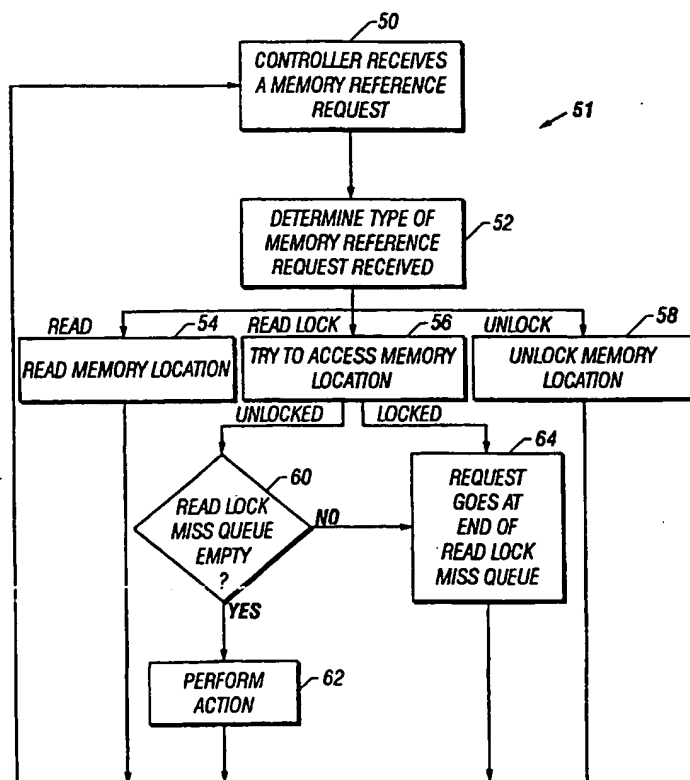 50
CONTROLLER RECEIVES
A MEMORY REFERENCE
REQUEST
51
DETERMINE TYPE OF
MEMORY REFERENCE
REQUEST RECEIVED
52
READ
54
READ LOCK
56
UNLOCK
58
READ MEMORY LOCATION
TRY TO ACCESS MEMORY
LOCATION
UNLOCK MEMORY
LOCATION
UNLOCKED
LOCKED
64
60
READ LOCK
MISS QUEUE
EMPTY
?
NO
REQUEST
GOES AT
END OF
READ LOCK
MISS QUEUE
YES
PERFORM
ACTION
62